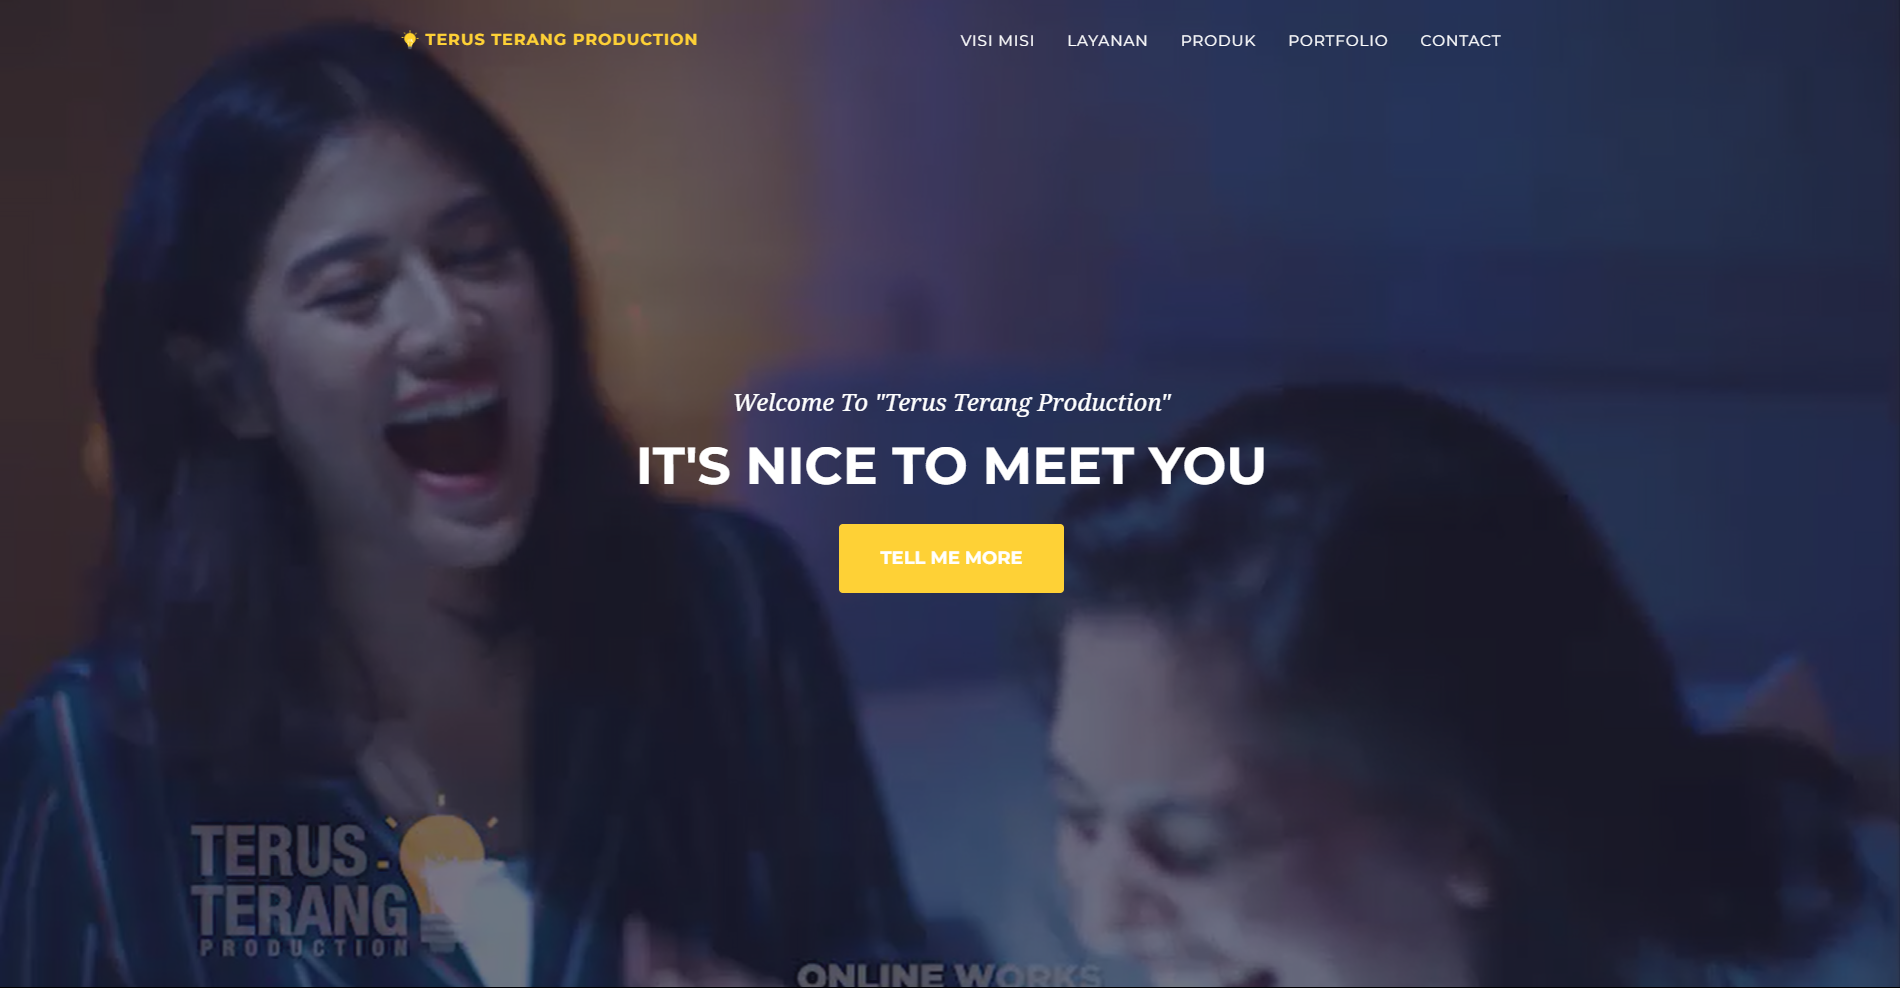 TERUS TERANG PRODUCTION
VISI MISI LAYANAN PRODUK PORTFOLIO CONTACT
Welcome To "Terus Terang Production"
IT'S NICE TO MEET YOU
TELL ME MORE
TERUS
TERANG
PRODUCTION
ONLINE WORKS